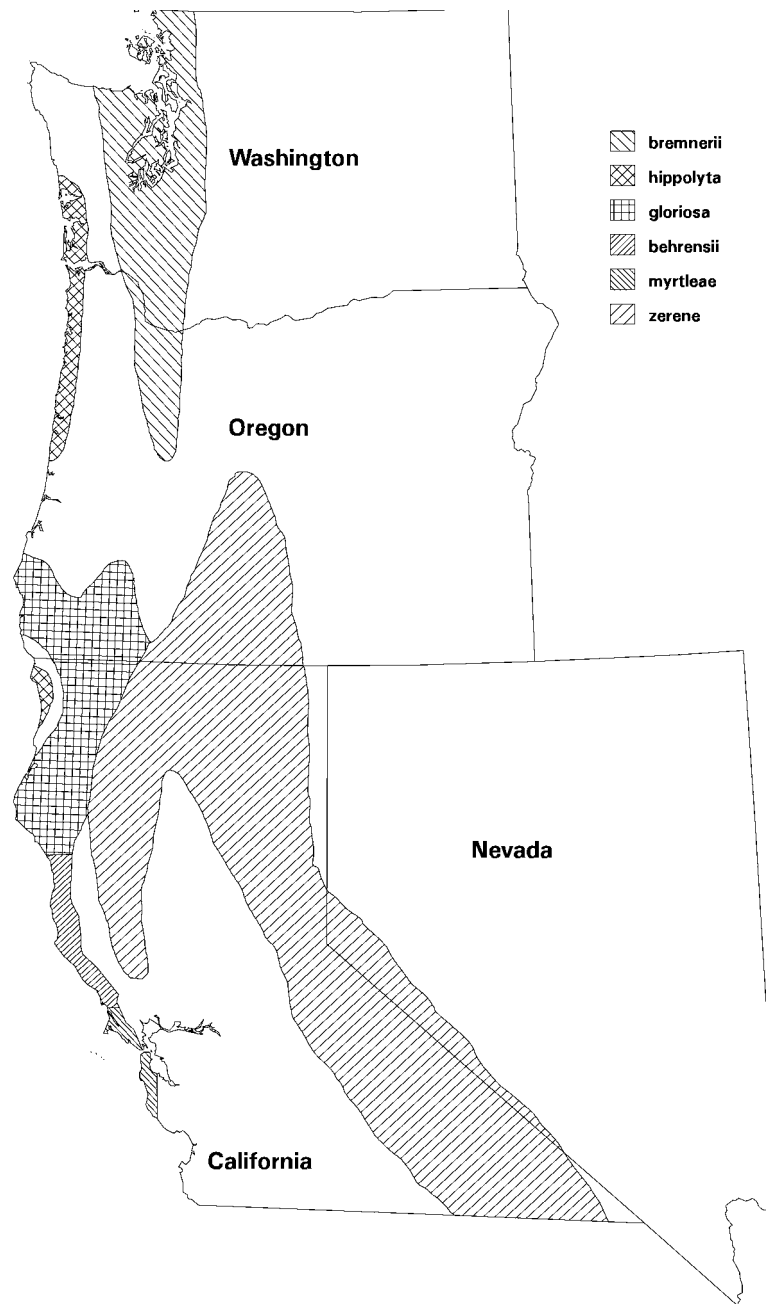 Washington
bremnerii
hippolyta
gloriosa
behrensii
myrtleae
zerene
Oregon
Nevada
California